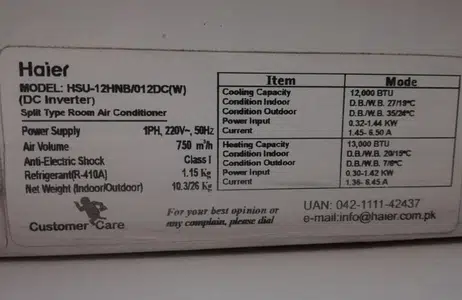 Haier
MODEL: HSU-12HNB/012DC(W)
(DC Inverter)
Split Type Room Air Conditioner
Power Supply 1PH, 220V~, 50Hz
Air Volume 750 m³/h
Anti-Electric Shock Class I
Refrigerant(R-410A) 1.15 Kg
Net Weight (Indoor/Outdoor) 10.3/26 Kg
Customer Care
Item Mode
Cooling Capacity 12,000 BTU
Condition Indoor D.B./W.B. 27/19ºC
Condition Outdoor D.B./W.B. 35/24ºC
Power Input 0.32-1.44 KW
Current 1.45- 6.50 A
Heating Capacity 13,000 BTU
Condition Indoor D.B./W.B. 20/15ºC
Condition Outdoor D.B./W.B. 7/6ºC
Power Input 0.30-1.42 KW
Current 1.36- 6.45 A
For your best opinion or
any complain, please dial
UAN: 042-1111-42437
e-mail:info@haier.com.pk